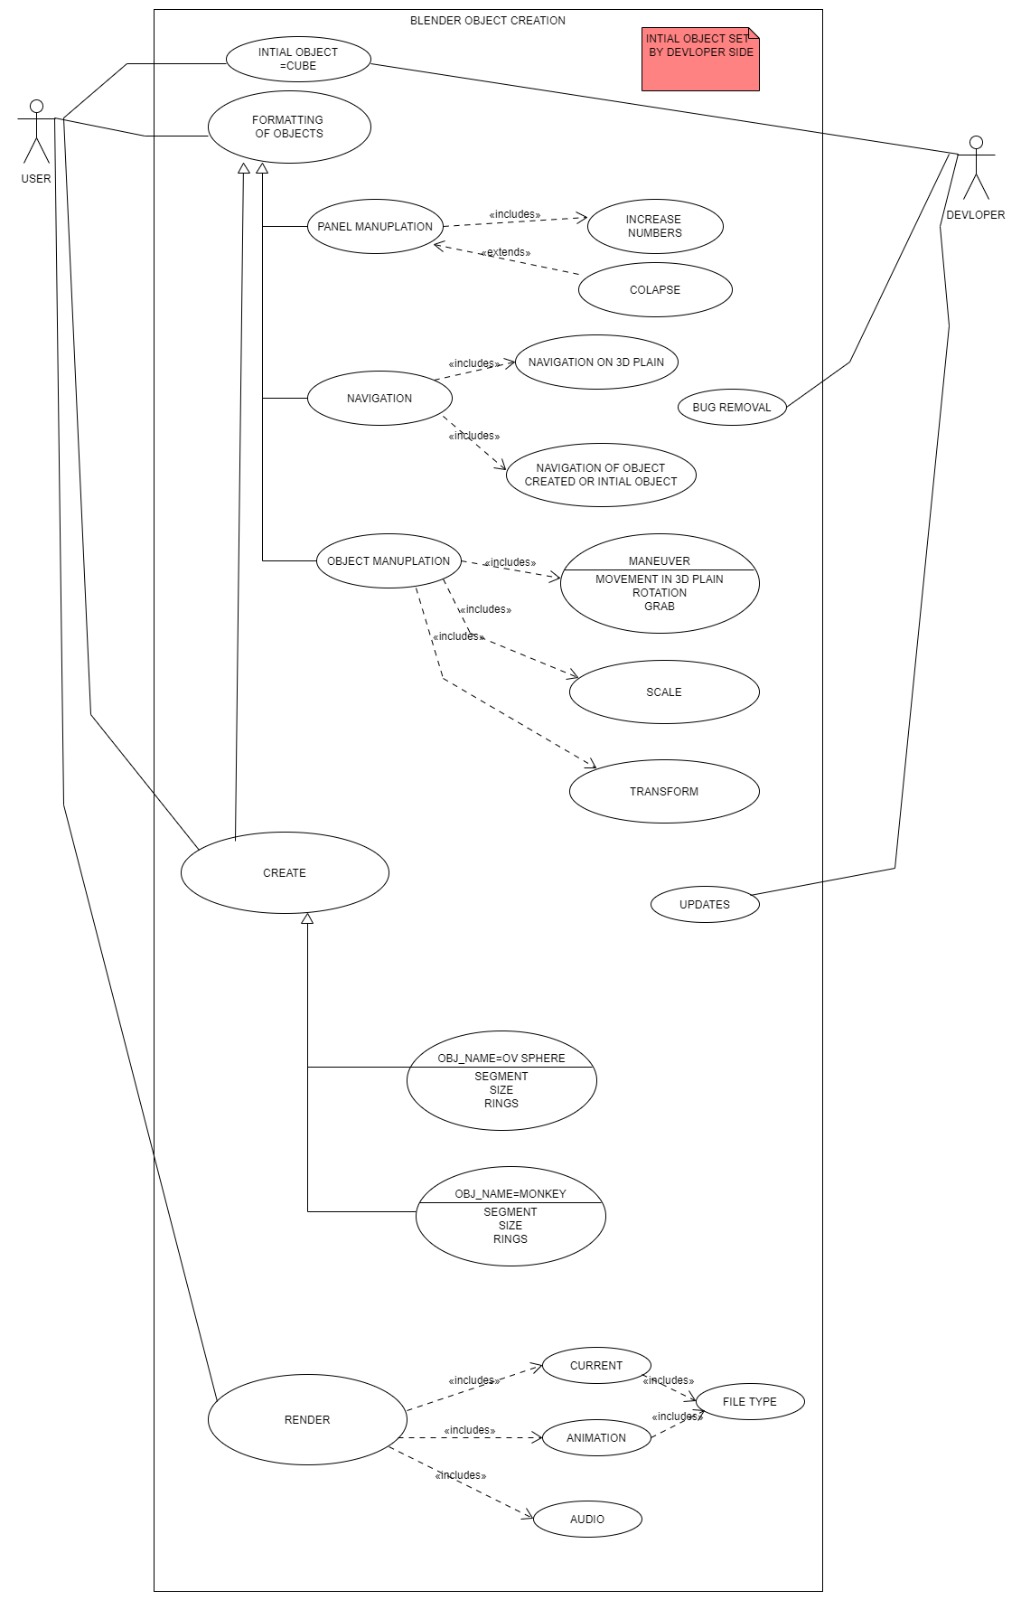 BLENDER OBJECT CREATION
INTIAL OBJECT SET
BY DEVLOPER SIDE
INTIAL OBJECT
=CUBE
FORMATTING
OF OBJECTS
USER
DEVLOPER
PANEL MANUPLATION
«includes»
INCREASE
NUMBERS
«extends»
COLAPSE
NAVIGATION
«includes»
NAVIGATION ON 3D PLAIN
BUG REMOVAL
«includes»
NAVIGATION OF OBJECT
CREATED OR INTIAL OBJECT
OBJECT MANUPLATION
«includes»
MANEUVER
MOVEMENT IN 3D PLAIN
ROTATION
GRAB
«includes»
«includes»
SCALE
TRANSFORM
CREATE
UPDATES
OBJ_NAME=OV SPHERE
SEGMENT
SIZE
RINGS
OBJ_NAME=MONKEY
SEGMENT
SIZE
RINGS
RENDER
«includes»
CURRENT
«includes»
FILE TYPE
«includes»
ANIMATION
«includes»
«includes»
AUDIO